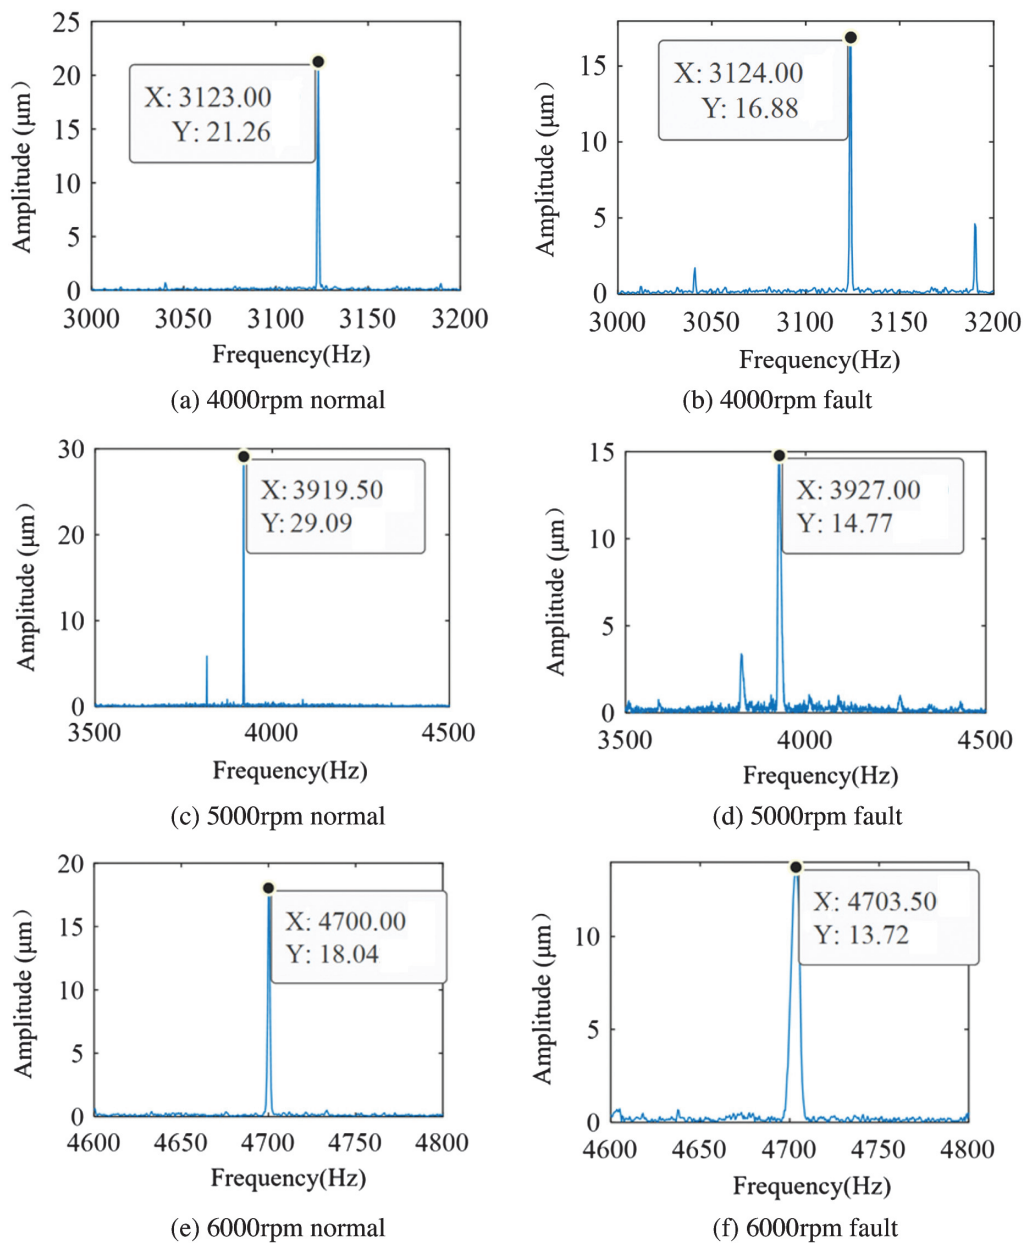 25
20
15
10
5
0
Amplitude (μm)
X: 3123.00
Y: 21.26
3000 3050 3100 3150 3200
Frequency(Hz)
(a) 4000rpm normal
15
10
5
0
Amplitude (μm)
X: 3124.00
Y: 16.88
3000 3050 3100 3150 3200
Frequency(Hz)
(b) 4000rpm fault
30
20
10
0
Amplitude (μm)
X: 3919.50
Y: 29.09
3500 4000 4500
Frequency(Hz)
(c) 5000rpm normal
15
10
5
0
Amplitude (μm)
X: 3927.00
Y: 14.77
3500 4000 4500
Frequency(Hz)
(d) 5000rpm fault
20
15
10
5
0
Amplitude (μm)
X: 4700.00
Y: 18.04
4600 4650 4700 4750 4800
Frequency(Hz)
(e) 6000rpm normal
10
5
0
Amplitude (μm)
X: 4703.50
Y: 13.72
4600 4650 4700 4750 4800
Frequency(Hz)
(f) 6000rpm fault